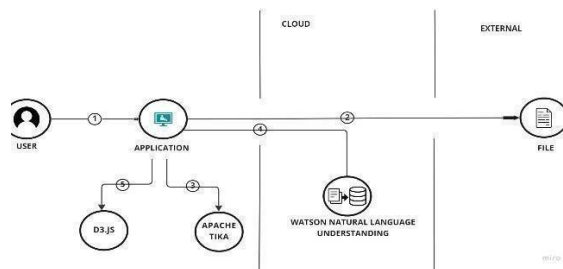 CLOUD
EXTERNAL
1
2
4
USER
APPLICATION
FILE
5
3
D3.JS
APACHE
TIKA
WATSON NATURAL LANGUAGE
UNDERSTANDING
miro